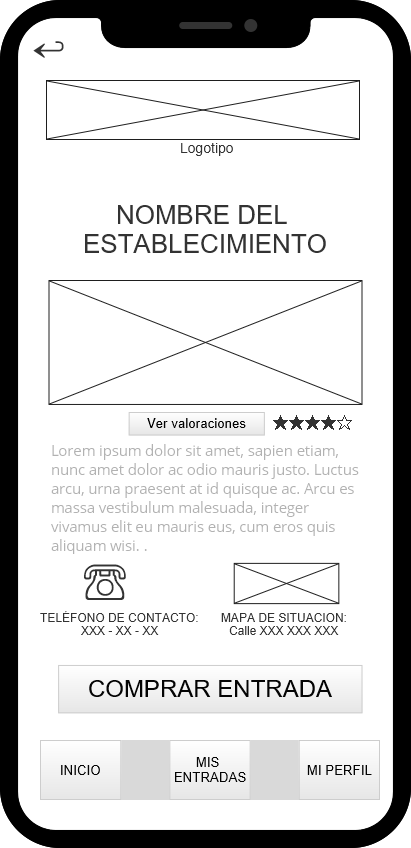 Logotipo
NOMBRE DEL
ESTABLECIMIENTO
Ver valoraciones
Lorem ipsum dolor sit amet, sapien etiam,
nunc amet dolor ac odio mauris justo. Luctus
arcu, urna praesent at id quisque ac. Arcu es
massa vestibulum malesuada, integer
vivamus elit eu mauris eus, cum eros quis
aliquam wisi. .
TELÉFONO DE CONTACTO:
XXX - XX - XX
MAPA DE SITUACION:
Calle XXX XXX XXX
COMPRAR ENTRADA
INICIO
MIS
ENTRADAS
MI PERFIL